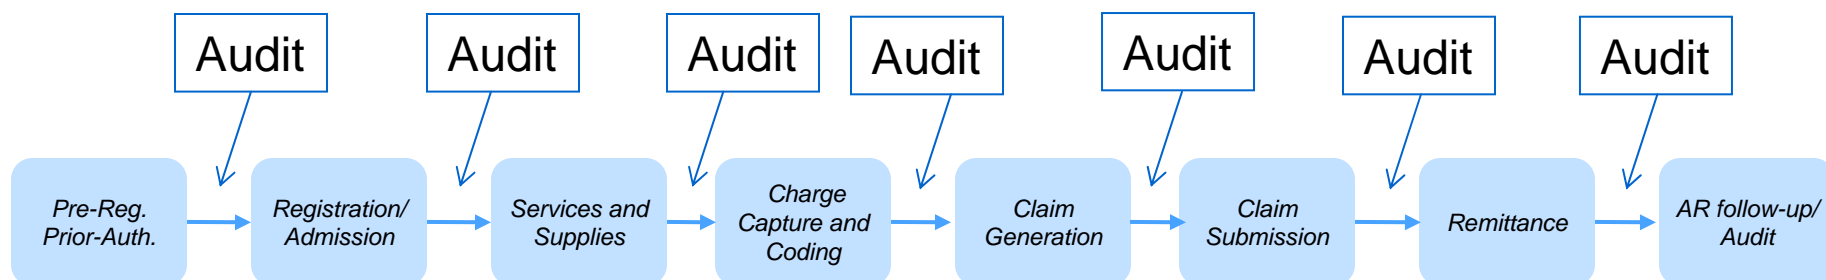 Audit
Audit
Audit
Audit
Audit
Audit
Audit
Pre-Reg.
Prior-Auth.
Registration/
Admission
Services and
Supplies
Charge
Capture and
Coding
Claim
Generation
Claim
Submission
Remittance
AR follow-up/
Audit